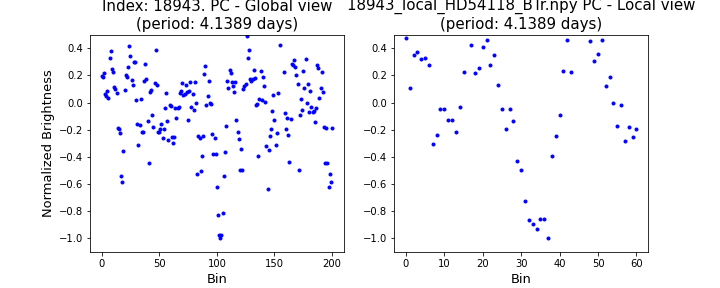 Index: 18943. PC - Global view
(period: 4.1389 days)
18943_local_HD54118_BTfr.npy PC - Local view
(period: 4.1389 days)
Normalized Brightness
0.4
0.2
0.0
−0.2
−0.4
−0.6
−0.8
−1.0
0 50 100 150 200
Bin
0.4
0.2
0.0
−0.2
−0.4
−0.6
−0.8
−1.0
0 10 20 30 40 50 60
Bin